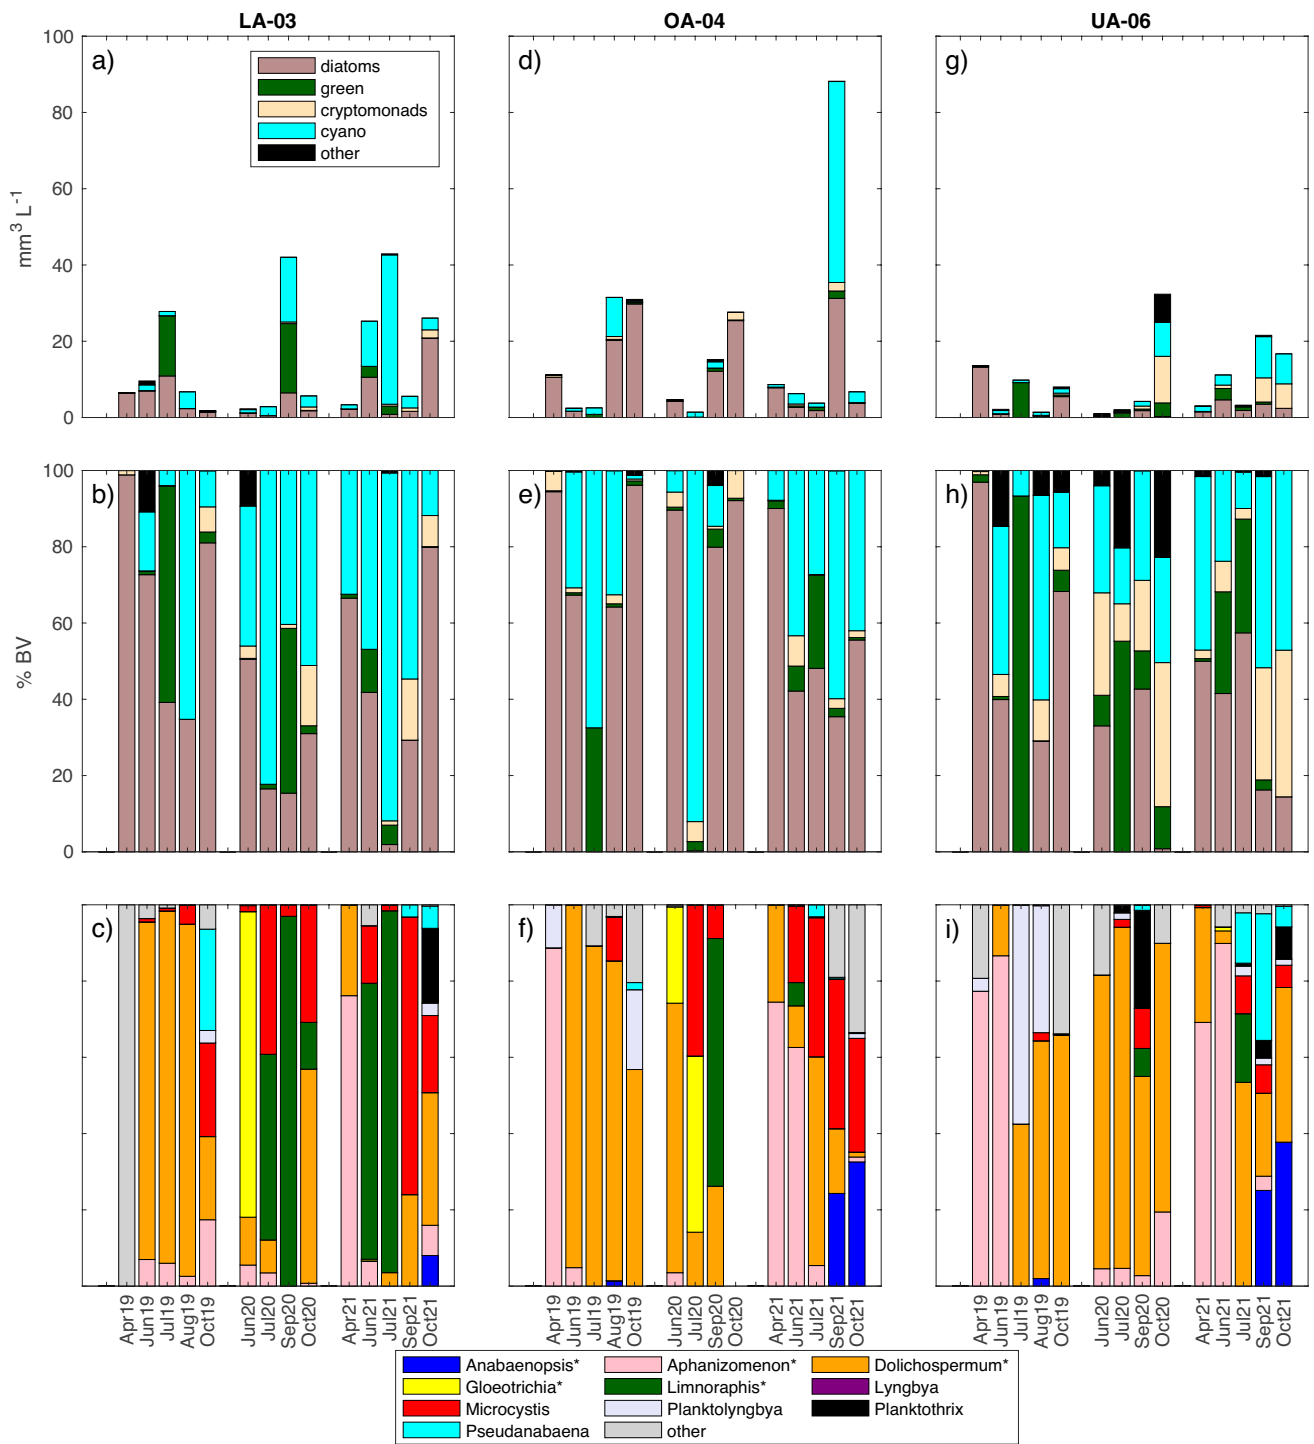 LA-03
OA-04
UA-06
a)
d)
g)
diatoms
green
cryptomonads
cyano
other
100
80
60
40
20
0
mm³ L⁻¹
b)
e)
h)
100
80
60
40
20
0
% BV
c)
f)
i)
Apr19
Jun19
Jul19
Aug19
Oct19
Jun20
Jul20
Sep20
Oct20
Apr21
Jun21
Jul21
Sep21
Oct21
Apr19
Jun19
Jul19
Aug19
Oct19
Jun20
Jul20
Sep20
Oct20
Apr21
Jun21
Jul21
Sep21
Oct21
Apr19
Jun19
Jul19
Aug19
Oct19
Jun20
Jul20
Sep20
Oct20
Apr21
Jun21
Jul21
Sep21
Oct21
Anabaenopsis* Aphanizomenon* Dolichospermum*
Gloeotrichia* Limnoraphis* Lyngbya
Microcystis Planktolyngbya Planktothrix
Pseudanabaena other